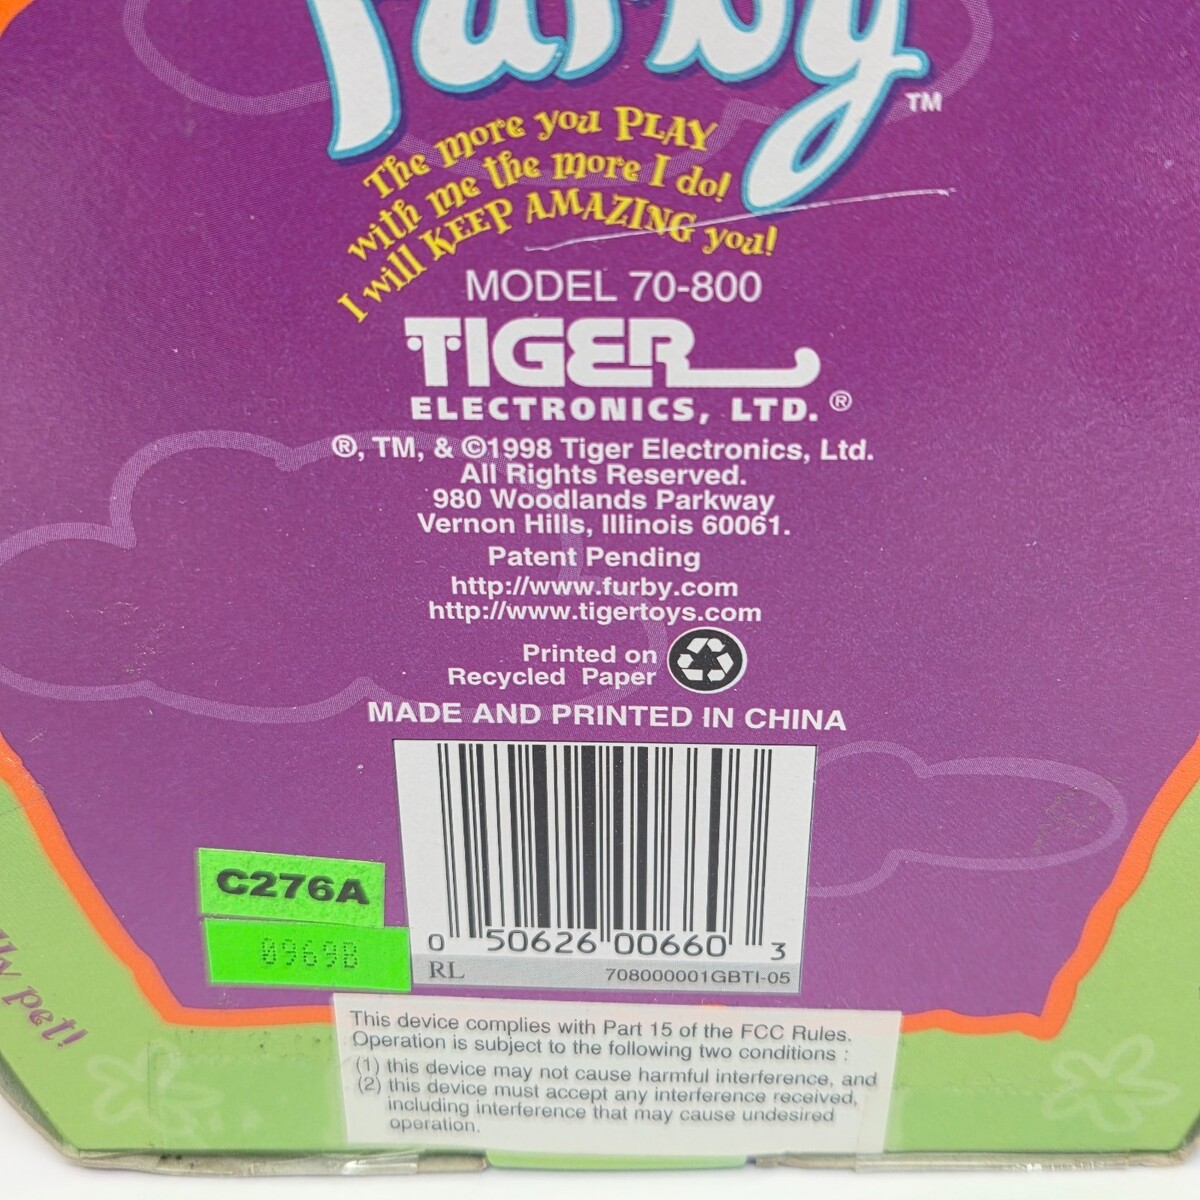 Furby™
The more you PLAY
with me the more I do!
I will KEEP AMAZING you!
MODEL 70-800
TIGER
ELECTRONICS, LTD.®
®, TM, & ©1998 Tiger Electronics, Ltd.
All Rights Reserved.
980 Woodlands Parkway
Vernon Hills, Illinois 60061.
Patent Pending
http://www.furby.com
http://www.tigertoys.com
Printed on
Recycled Paper
MADE AND PRINTED IN CHINA
C276A
0969B
0 50626 00660 3
RL 708000001GBTI-05
pet!
This device complies with Part 15 of the FCC Rules.
Operation is subject to the following two conditions :
(1) this device may not cause harmful interference, and
(2) this device must accept any interference received,
including interference that may cause undesired
operation.